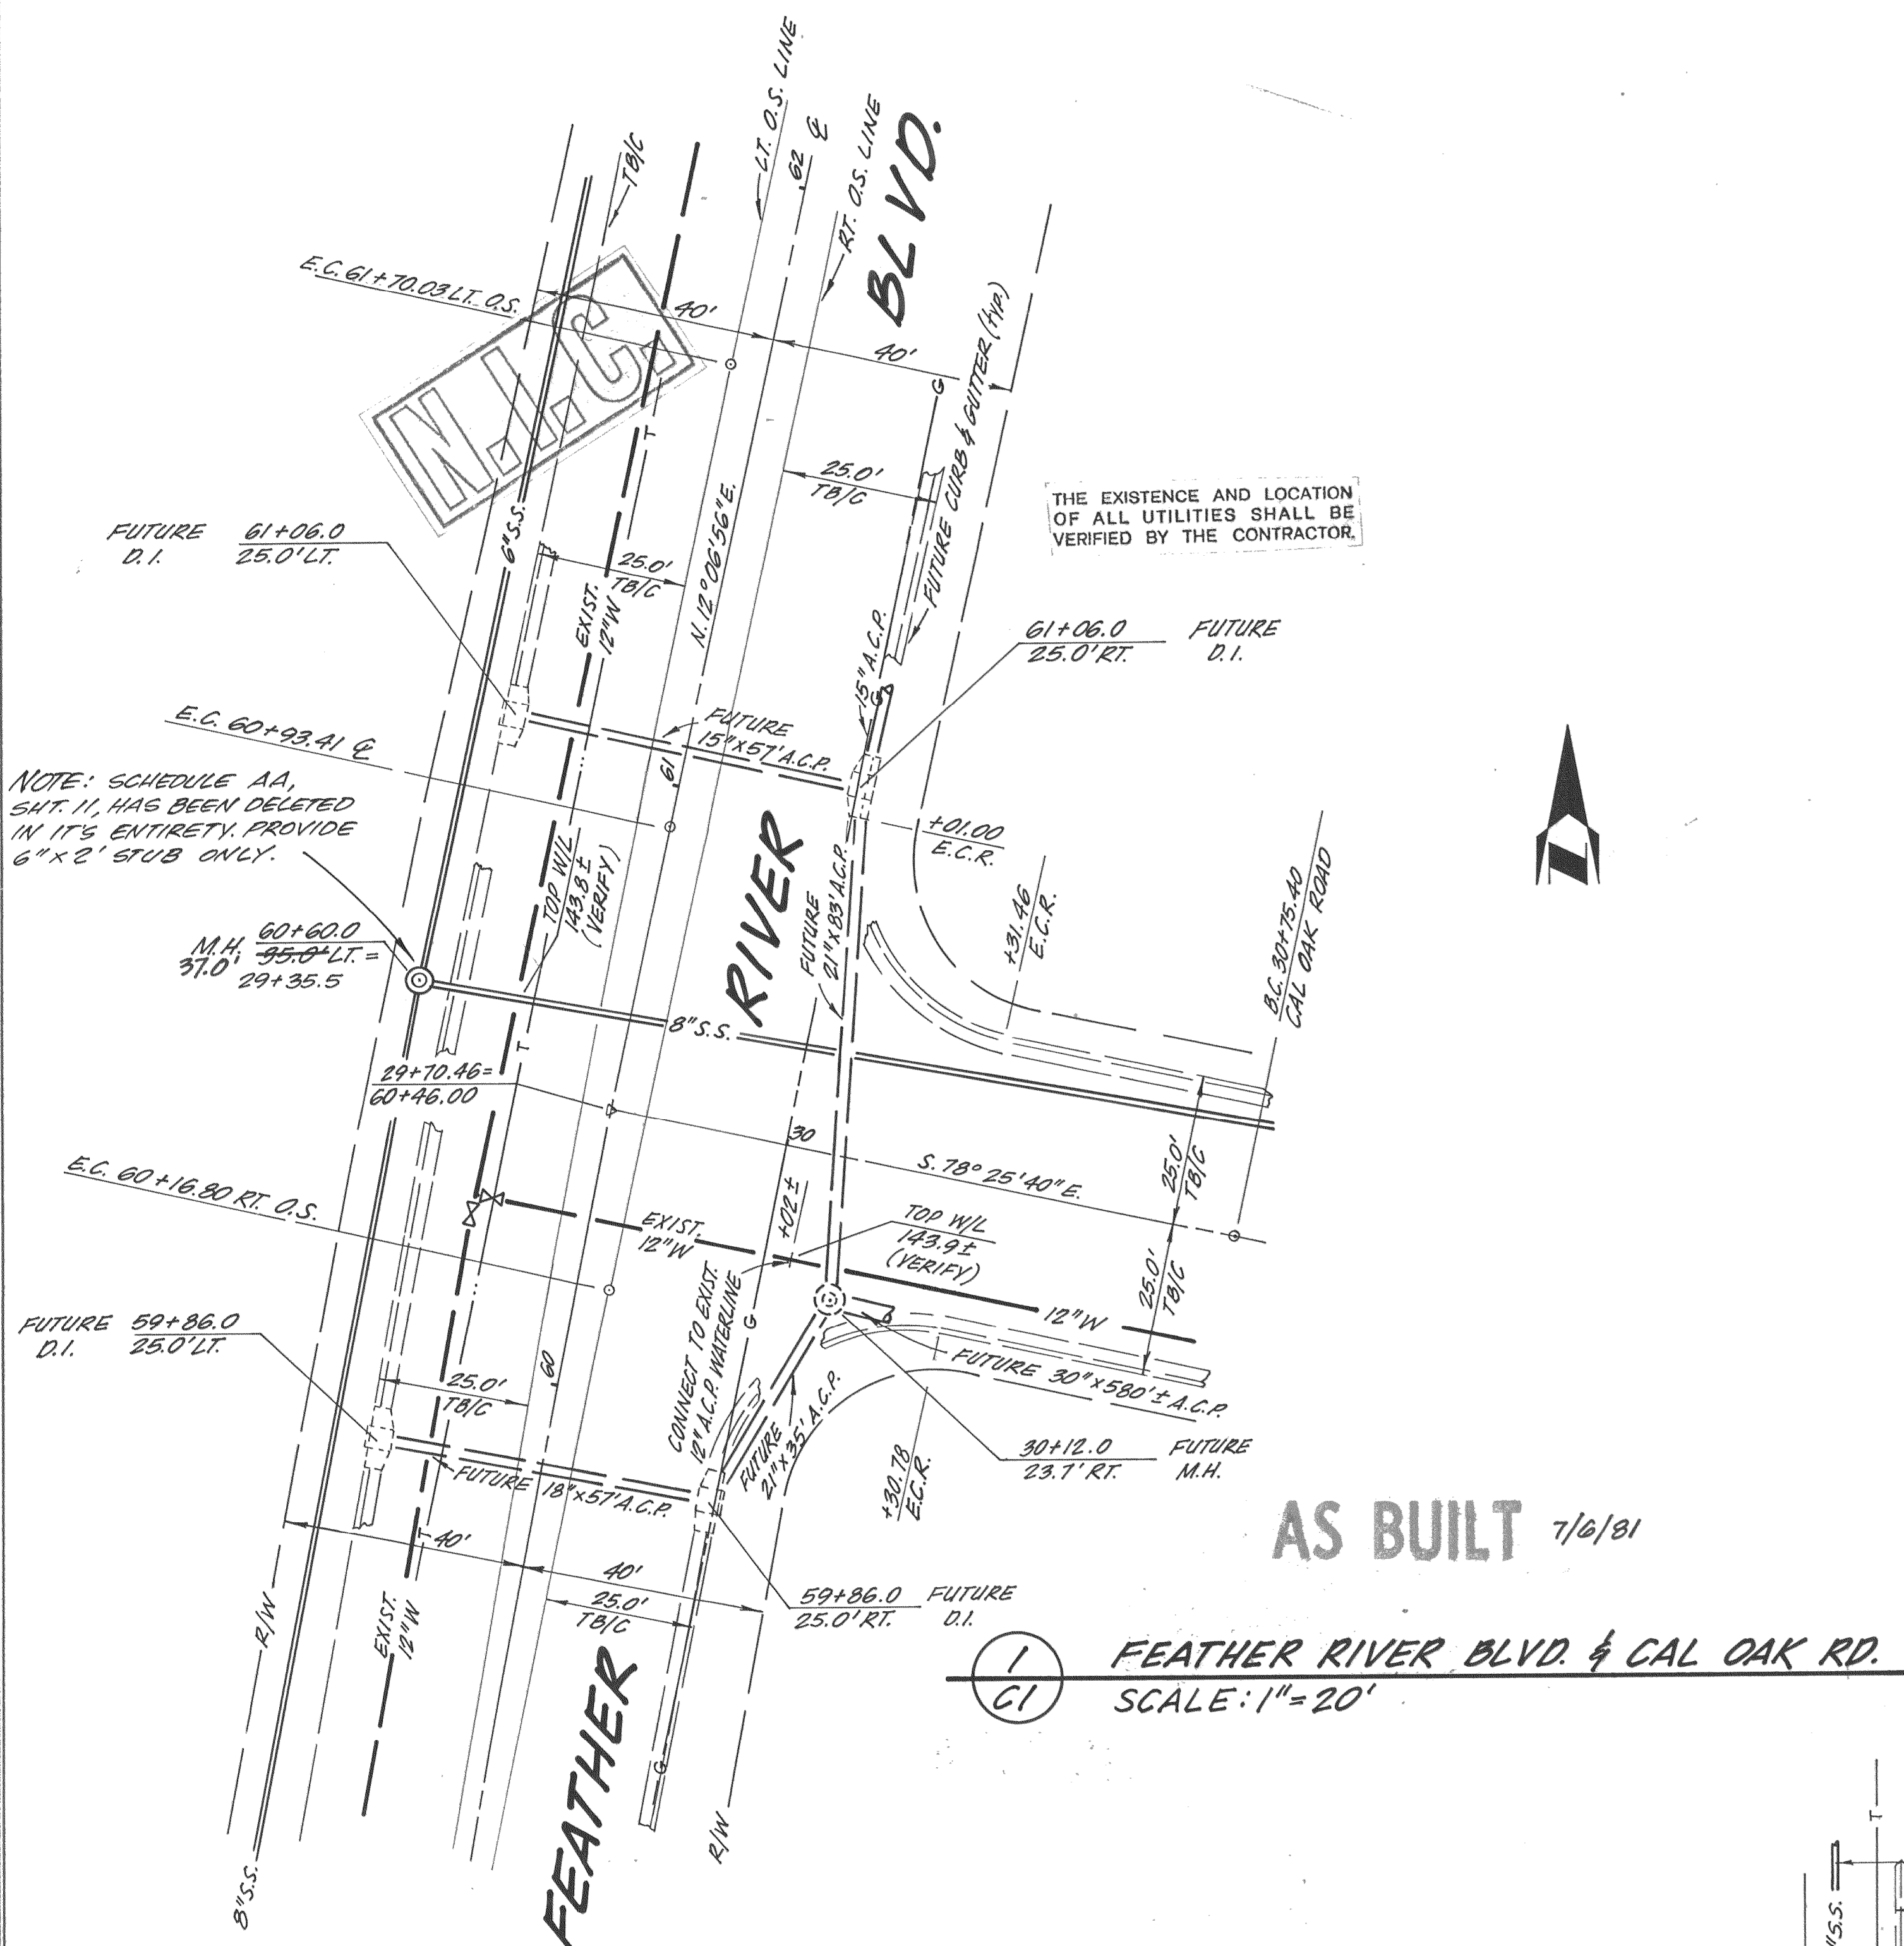 LT. O.S. LINE
62
℄
RT. O.S. LINE
TB/C
BLVD.
E.C. 61+70.03 LT. O.S.
40'
40'
N.I.C.
G
FUTURE CURB & GUTTER (TYP.)
T
25.0'
TB/C
THE EXISTENCE AND LOCATION
OF ALL UTILITIES SHALL BE
VERIFIED BY THE CONTRACTOR.
6"S.S.
FUTURE
D.I.
61+06.0
25.0'LT.
25.0'
TB/C
EXIST.
12"W
N.12°06'56"E.
15"A.C.P.
G
61+06.0
25.0'RT.
FUTURE
D.I.
E.C. 60+93.41 ℄
FUTURE
15"x57'A.C.P.
61
NOTE: SCHEDULE AA,
SHT. 11, HAS BEEN DELETED
IN IT'S ENTIRETY. PROVIDE
6"x2' STUB ONLY.
TOP W/L
143.8±
(VERIFY)
RIVER
+01.00
E.C.R.
FUTURE
21"x83'A.C.P.
+31.46
E.C.R.
B.C. 30+75.40
CAL OAK ROAD
M.H. 60+60.0
37.0' 35.0' LT. =
29+35.5
8"S.S.
T
29+70.46=
60+46.00
30
S. 78° 25'40" E.
25.0'
TB/C
E.C. 60+16.80 RT. O.S.
EXIST.
12"W
+02±
TOP W/L
143.9±
(VERIFY)
25.0'
TB/C
12"W
CONNECT TO EXIST.
12" A.C.P. WATERLINE
G
FUTURE
D.I.
59+86.0
25.0'LT.
60
25.0'
TB/C
FUTURE 30"x580'± A.C.P.
FUTURE
21"x35' A.C.P.
FUTURE 18"x57'A.C.P.
+30.78
E.C.R.
30+12.0
23.7' RT.
FUTURE
M.H.
AS BUILT 7/6/81
T
40'
40'
25.0'
TB/C
59+86.0
25.0'RT.
FUTURE
D.I.
R/W
EXIST.
12"W
FEATHER
G
R/W
8"S.S.
1
C1
FEATHER RIVER BLVD. & CAL OAK RD.
SCALE: 1"=20'
T
"S.S.